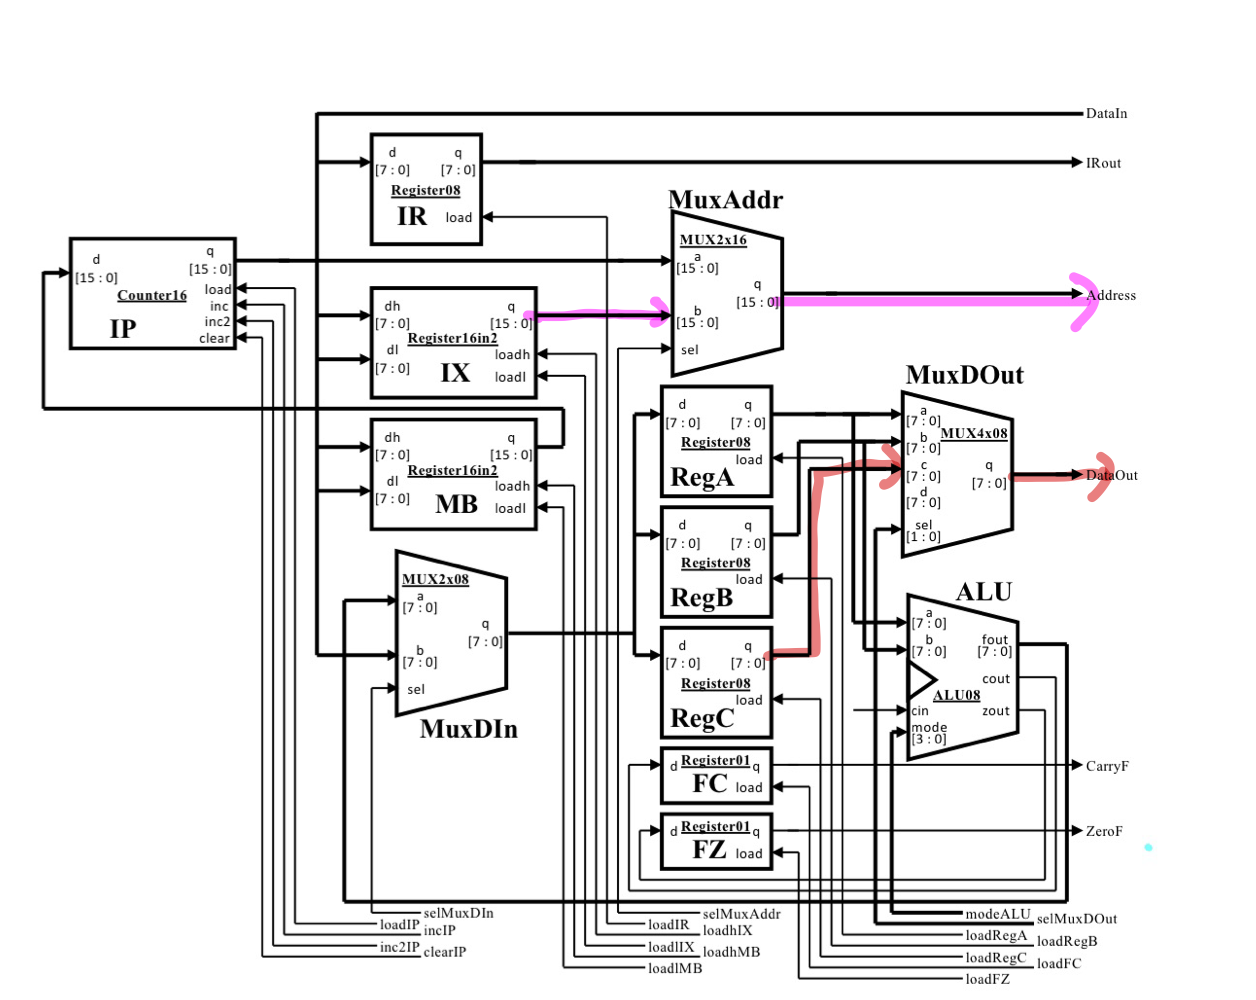 DataIn
d q
[7 : 0] [7 : 0]
Register08
IR load
IRout
MuxAddr
MUX2x16
a
[15 : 0]
q
[15 : 0]
b
[15 : 0]
sel
Address
d q
[15 : 0] [15 : 0]
load
Counter16
inc
IP inc2
clear
dh q
[7 : 0] [15 : 0]
Register16in2
dl loadh
[7 : 0] IX loadl
dh q
[7 : 0] [15 : 0]
Register16in2
dl loadh
[7 : 0] MB loadl
MuxDOut
a
[7 : 0]
MUX4x08
b
[7 : 0]
c q
[7 : 0] [7 : 0]
d
[7 : 0]
sel
[1 : 0]
DataOut
d q
[7 : 0] [7 : 0]
Register08
load
RegA
d q
[7 : 0] [7 : 0]
Register08
load
RegB
d q
[7 : 0] [7 : 0]
Register08
load
RegC
MUX2x08
a
[7 : 0]
q
[7 : 0]
b
[7 : 0]
sel
MuxDIn
ALU
a
[7 : 0]
b fout
[7 : 0] [7 : 0]
cout
ALU08
cin zout
mode
[3 : 0]
d Register01 q
FC load
CarryF
d Register01 q
FZ load
ZeroF
selMuxDIn
loadIP incIP
inc2IP clearIP
selMuxAddr
loadIR loadhIX
loadlIX loadhMB
loadlMB
modeALU selMuxDOut
loadRegA loadRegB
loadRegC loadFC
loadFZ